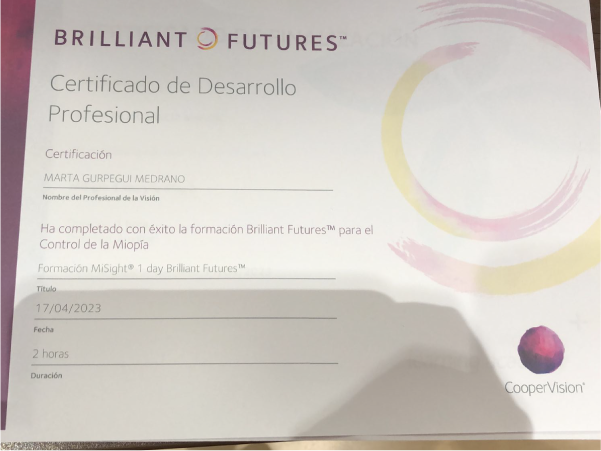 BRILLIANT FUTURES™
Certificado de Desarrollo
Profesional
Certificación
MARTA GURPEGUI MEDRANO
Nombre del Profesional de la Visión
Ha completado con éxito la formación Brilliant Futures™ para el
Control de la Miopía
Formación MiSight® 1 day Brilliant Futures™
Título
17/04/2023
Fecha
2 horas
Duración
CooperVision®